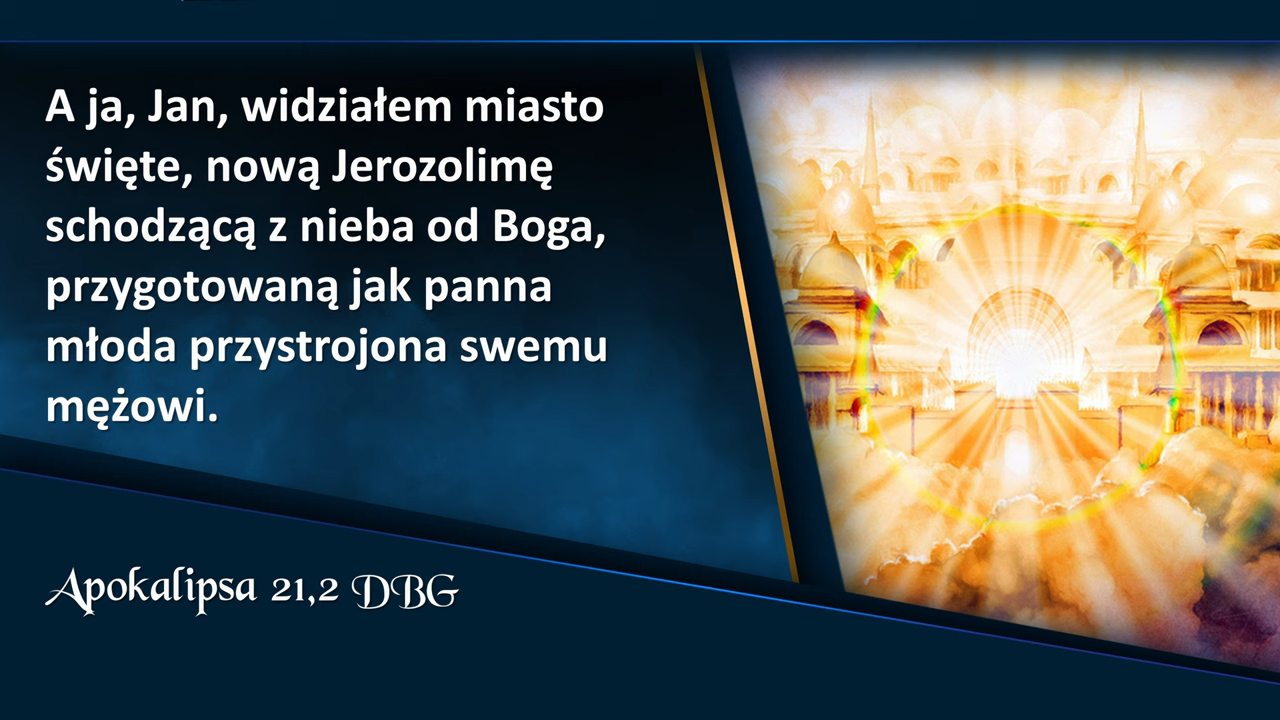 A ja, Jan, widziałem miasto
święte, nową Jerozolimę
schodzącą z nieba od Boga,
przygotowaną jak panna
młoda przystrojona swemu
mężowi.
Apokalipsa 21,2 DBG